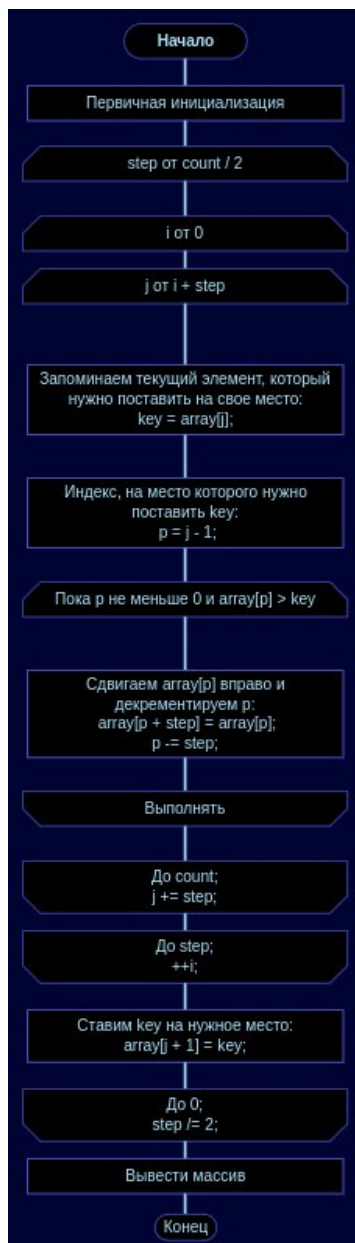 Начало
Первичная инициализация
step от count / 2
i от 0
j от i + step
Запоминаем текущий элемент, который
нужно поставить на свое место:
key = array[j];
Индекс, на место которого нужно
поставить key:
p = j - 1;
Пока p не меньше 0 и array[p] > key
Сдвигаем array[p] вправо и
декрементируем p:
array[p + step] = array[p];
p -= step;
Выполнять
До count;
j += step;
До step;
++i;
Ставим key на нужное место:
array[j + 1] = key;
До 0;
step /= 2;
Вывести массив
Конец